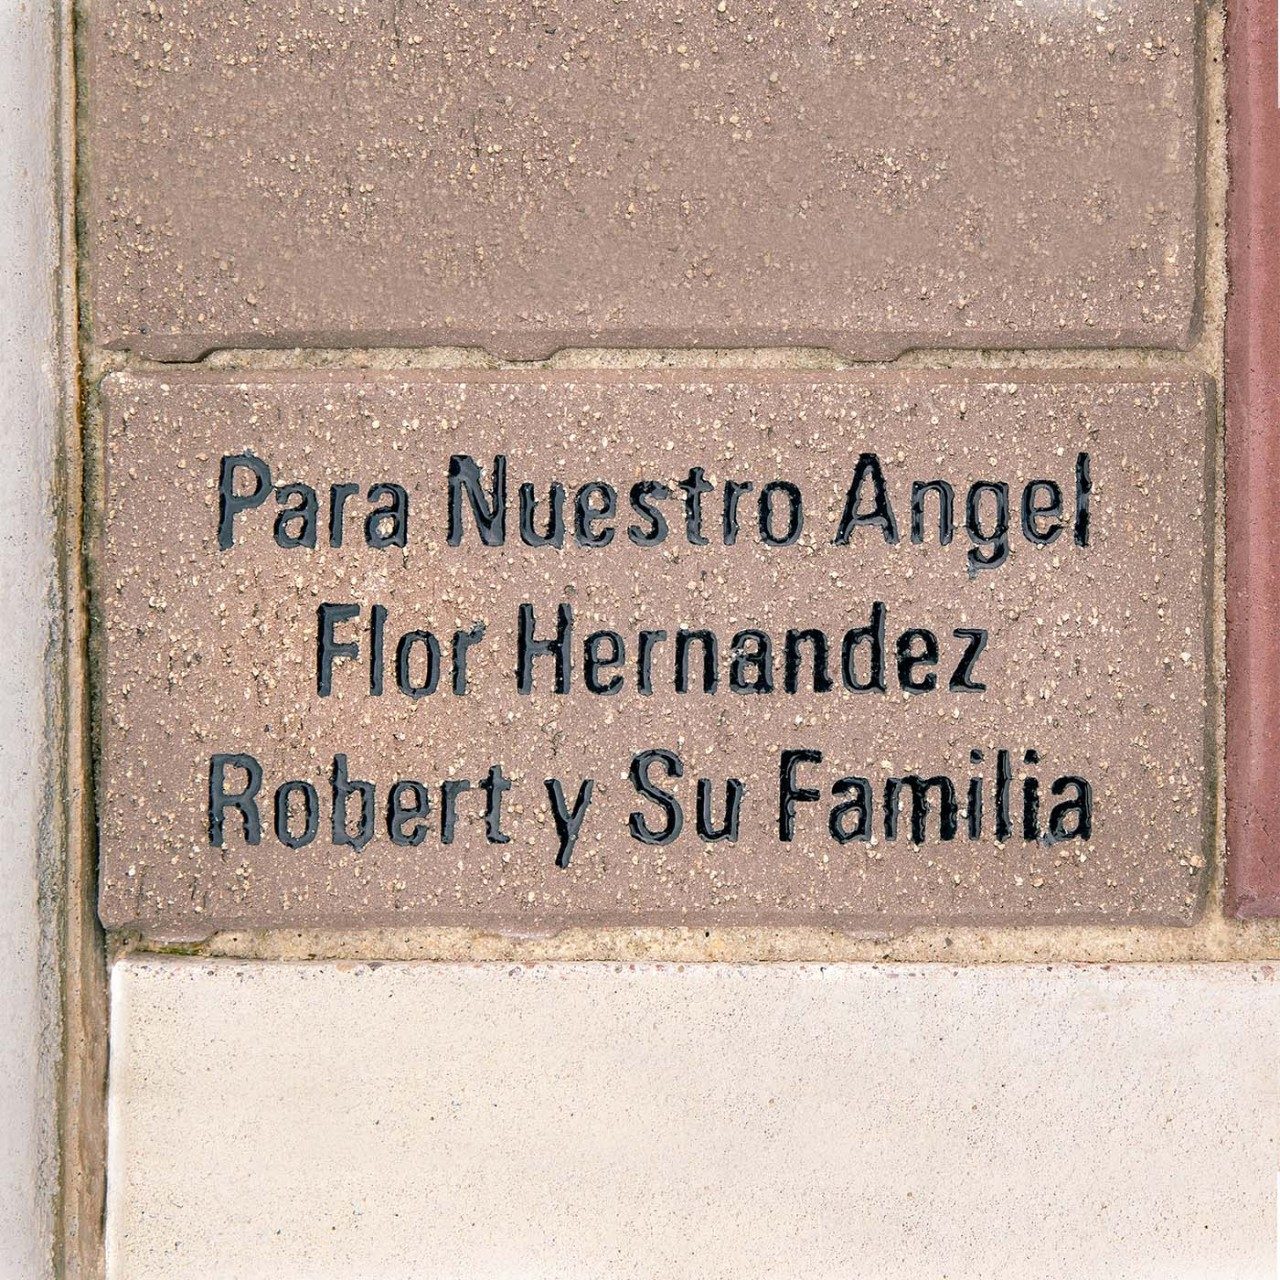 Para Nuestro Angel
Flor Hernandez
Robert y Su Familia